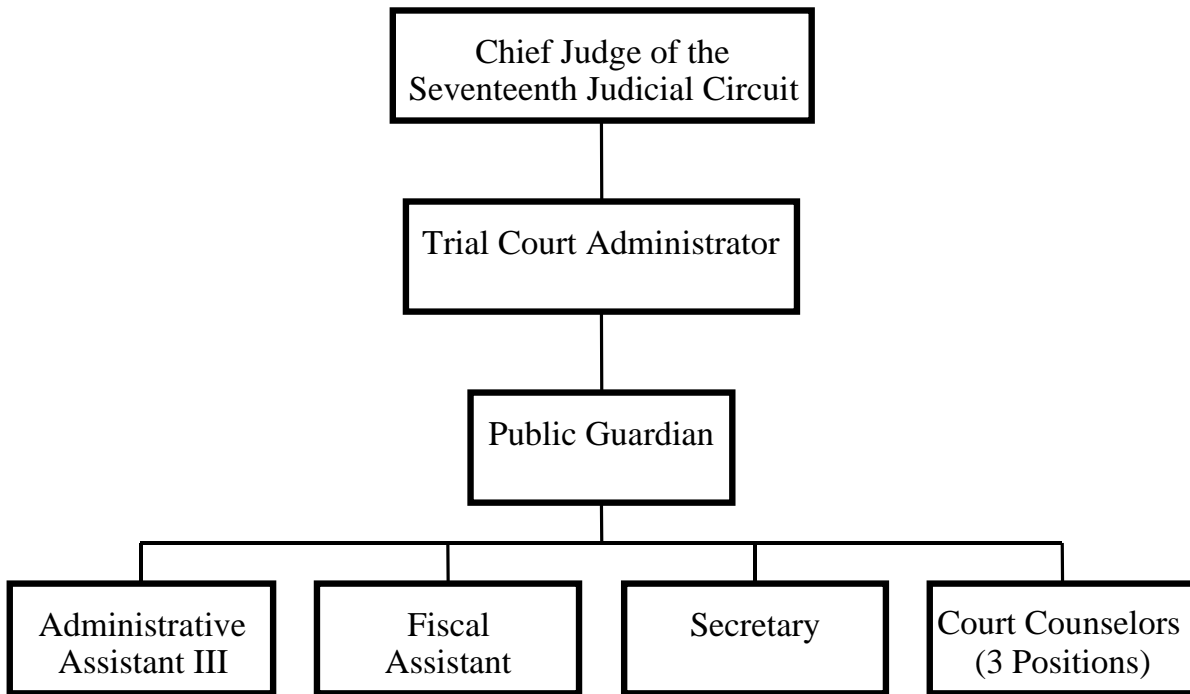 Chief Judge of the
Seventeenth Judicial Circuit
Trial Court Administrator
Public Guardian
Administrative
Assistant III
Fiscal
Assistant
Secretary
Court Counselors
(3 Positions)